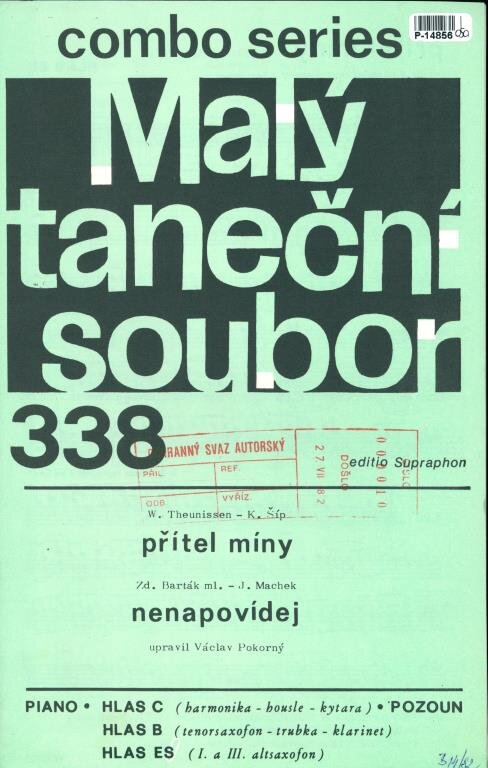 combo series
P-14856
Malý
taneční
soubor
338
OCHRANNÝ SVAZ AUTORSKÝ
PŘÍL.
REF.
ODB.
VYŘÍZ.
27 VII 82
DOŠLO
000010
editio Supraphon
W. Theunissen - K. Šíp
přítel míny
Zd. Barták ml. - J. Machek
nenapovídej
upravil Václav Pokorný
PIANO • HLAS C (harmonika - housle - kytara) • POZOUN
HLAS B (tenorsaxofon - trubka - klarinet)
HLAS ES (I. a III. altsaxofon)